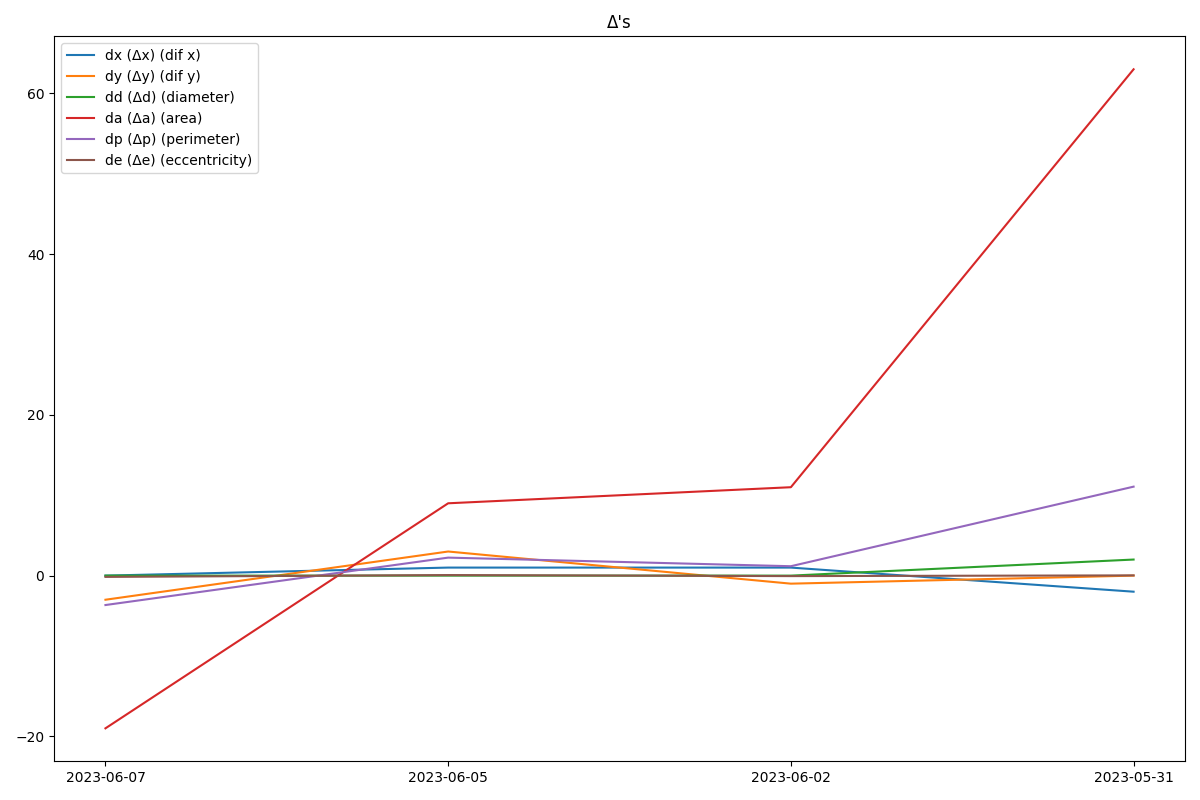 Δ's
dx (Δx) (dif x)
dy (Δy) (dif y)
dd (Δd) (diameter)
da (Δa) (area)
dp (Δp) (perimeter)
de (Δe) (eccentricity)
60
40
20
0
−20
2023-06-07
2023-06-05
2023-06-02
2023-05-31